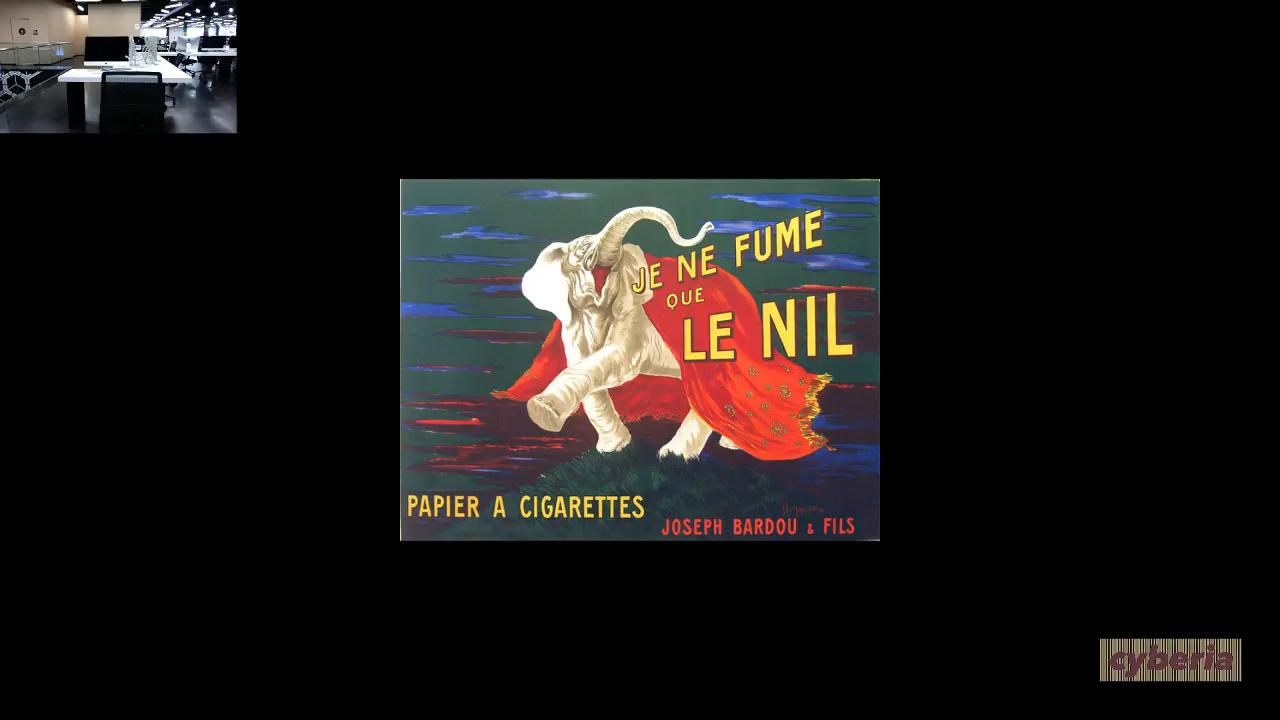 JE NE FUME
QUE
LE NIL
PAPIER A CIGARETTES
JOSEPH BARDOU & FILS
cyberia